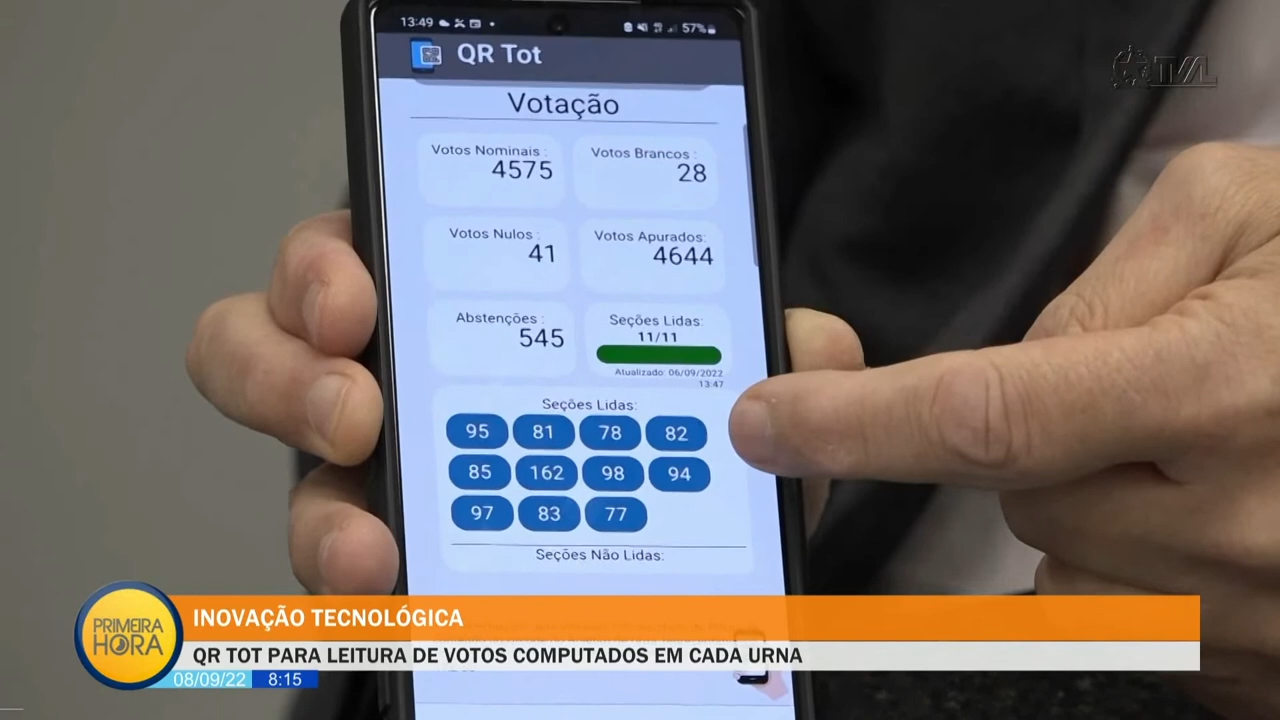 13:49
57%
QR Tot
TVAL
Votação
Votos Nominais :
4575
Votos Brancos :
28
Votos Nulos :
41
Votos Apurados:
4644
Abstenções :
545
Seções Lidas:
11/11
Atualizado: 06/09/2022
13:47
Seções Lidas:
95 81 78 82
85 162 98 94
97 83 77
Seções Não Lidas:
PRIMEIRA
HORA
INOVAÇÃO TECNOLÓGICA
QR TOT PARA LEITURA DE VOTOS COMPUTADOS EM CADA URNA
08/09/22 8:15